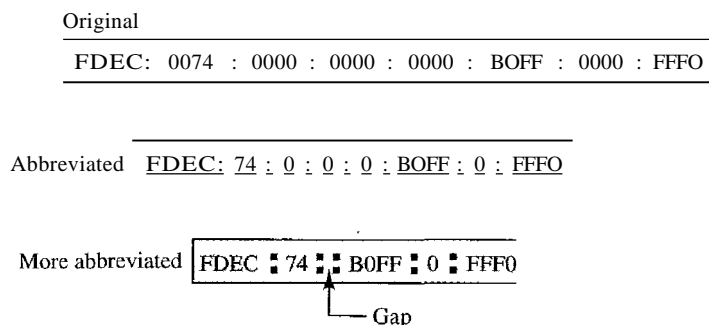 Original
FDEC: 0074 : 0000 : 0000 : 0000 : BOFF : 0000 : FFFO
Abbreviated FDEC: 74 : 0 : 0 : 0 : BOFF : 0 : FFFO
More abbreviated FDEC : 74 : : B0FF : 0 : FFF0
Gap